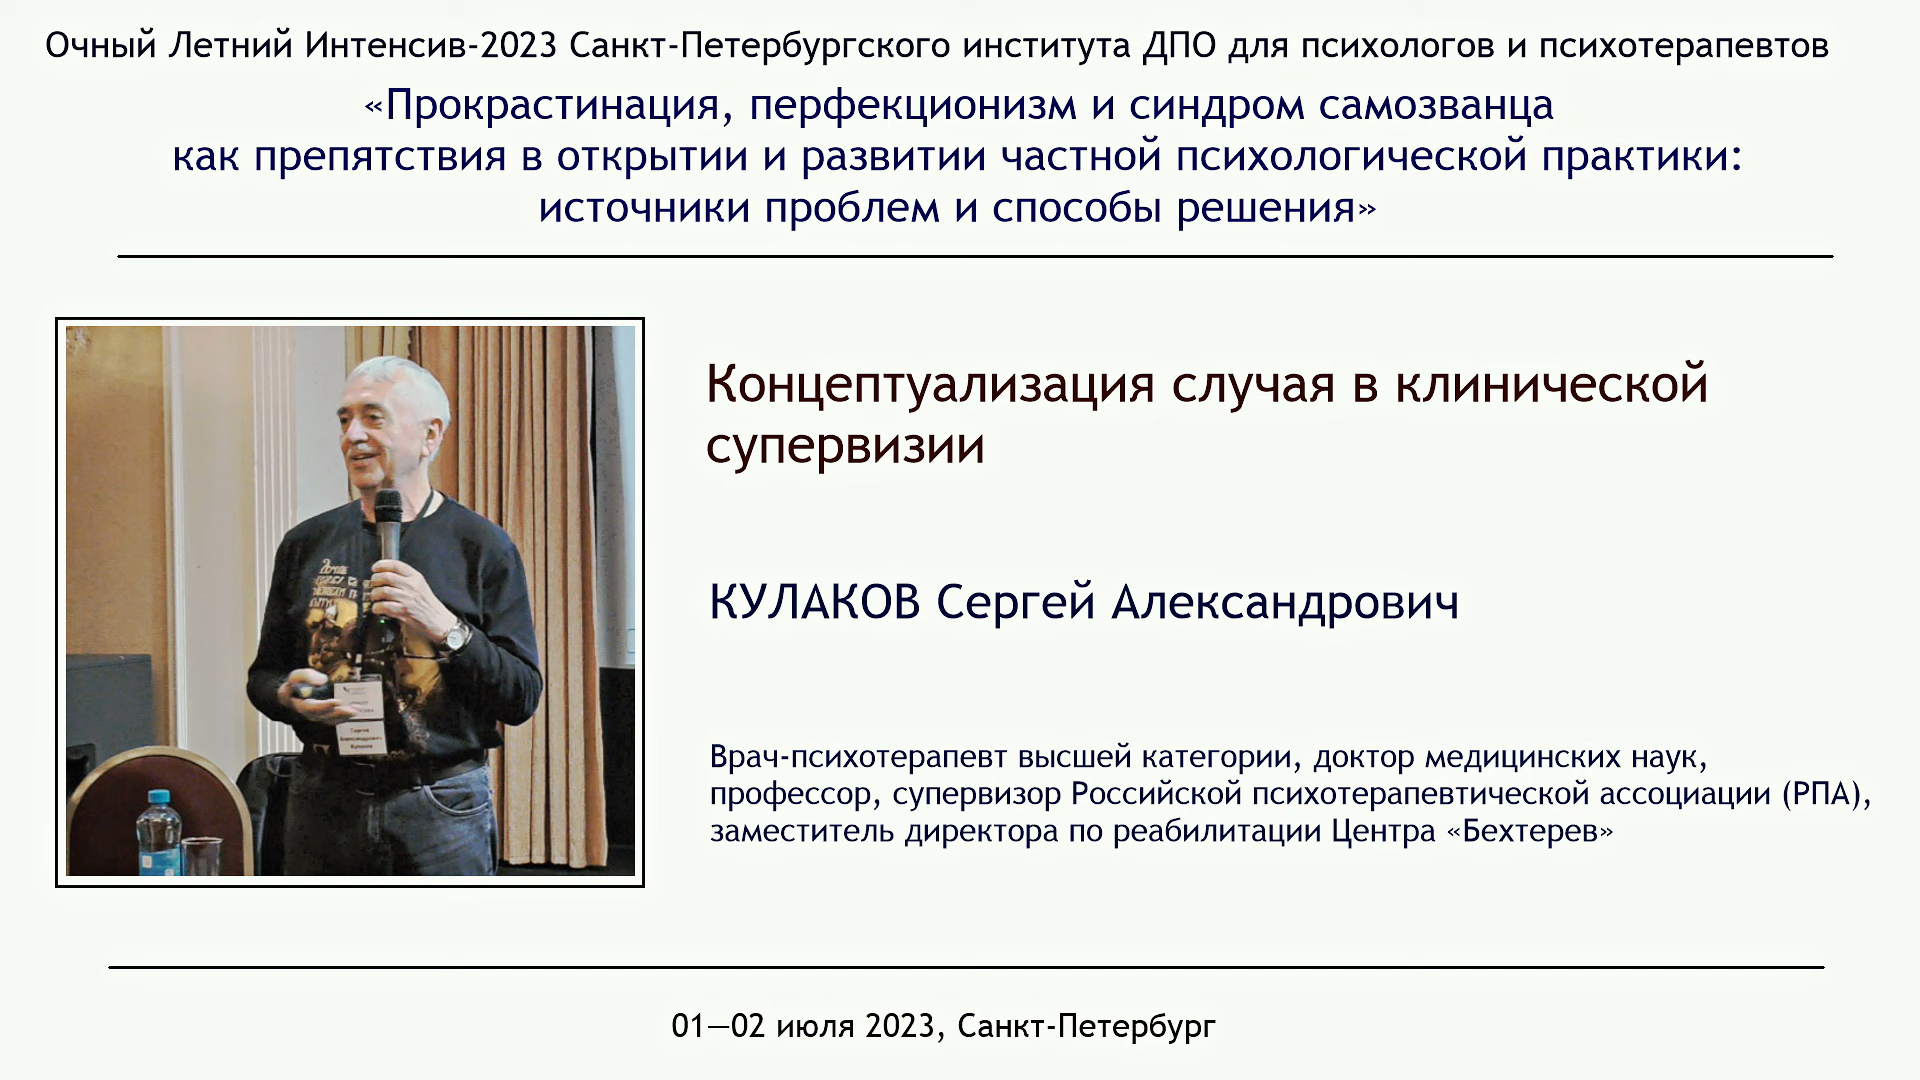 Очный Летний Интенсив-2023 Санкт-Петербургского института ДПО для психологов и психотерапевтов
«Прокрастинация, перфекционизм и синдром самозванца
как препятствия в открытии и развитии частной психологической практики:
источники проблем и способы решения»
Концептуализация случая в клинической
супервизии
КУЛАКОВ Сергей Александрович
Врач-психотерапевт высшей категории, доктор медицинских наук,
профессор, супервизор Российской психотерапевтической ассоциации (РПА),
заместитель директора по реабилитации Центра «Бехтерев»
Сергей
Александрович
Кулаков
01—02 июля 2023, Санкт-Петербург